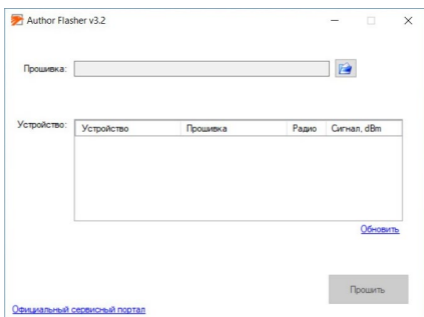 Author Flasher v3.2
Прошивка:
Устройство:
Устройство Прошивка Радио Сигнал, dBm
Обновить
Прошить
Официальный сервисный портал